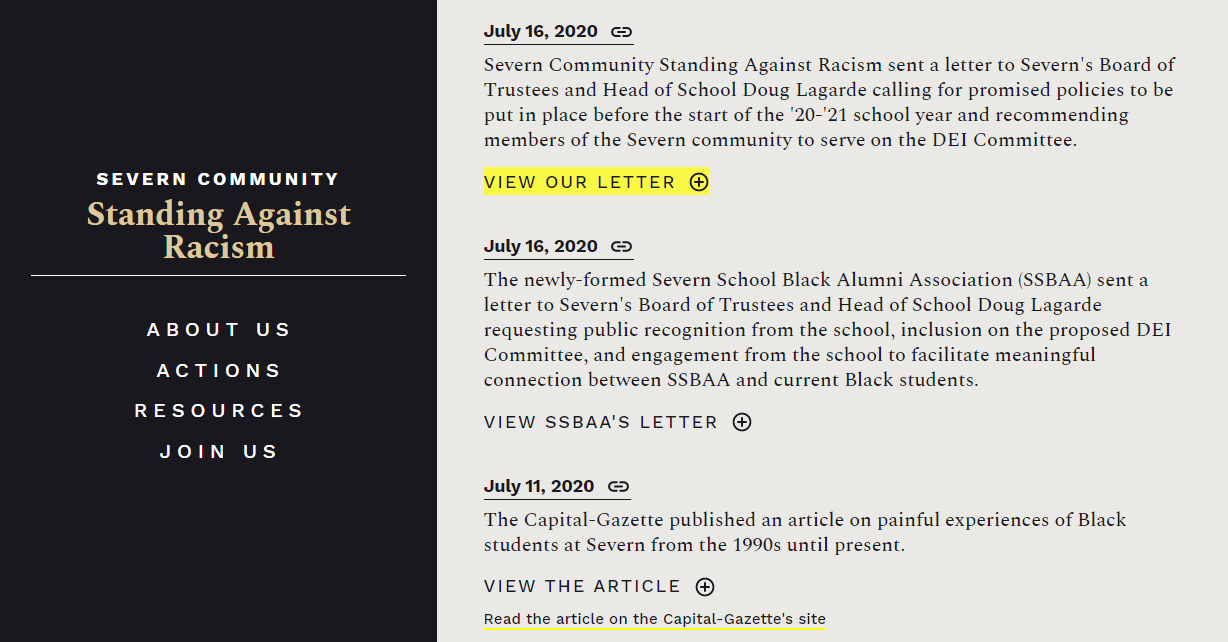 SEVERN COMMUNITY
Standing Against
Racism
ABOUT US
ACTIONS
RESOURCES
JOIN US
July 16, 2020
Severn Community Standing Against Racism sent a letter to Severn's Board of
Trustees and Head of School Doug Lagarde calling for promised policies to be
put in place before the start of the '20-'21 school year and recommending
members of the Severn community to serve on the DEI Committee.
VIEW OUR LETTER
July 16, 2020
The newly-formed Severn School Black Alumni Association (SSBAA) sent a
letter to Severn's Board of Trustees and Head of School Doug Lagarde
requesting public recognition from the school, inclusion on the proposed DEI
Committee, and engagement from the school to facilitate meaningful
connection between SSBAA and current Black students.
VIEW SSBAA'S LETTER
July 11, 2020
The Capital-Gazette published an article on painful experiences of Black
students at Severn from the 1990s until present.
VIEW THE ARTICLE
Read the article on the Capital-Gazette's site